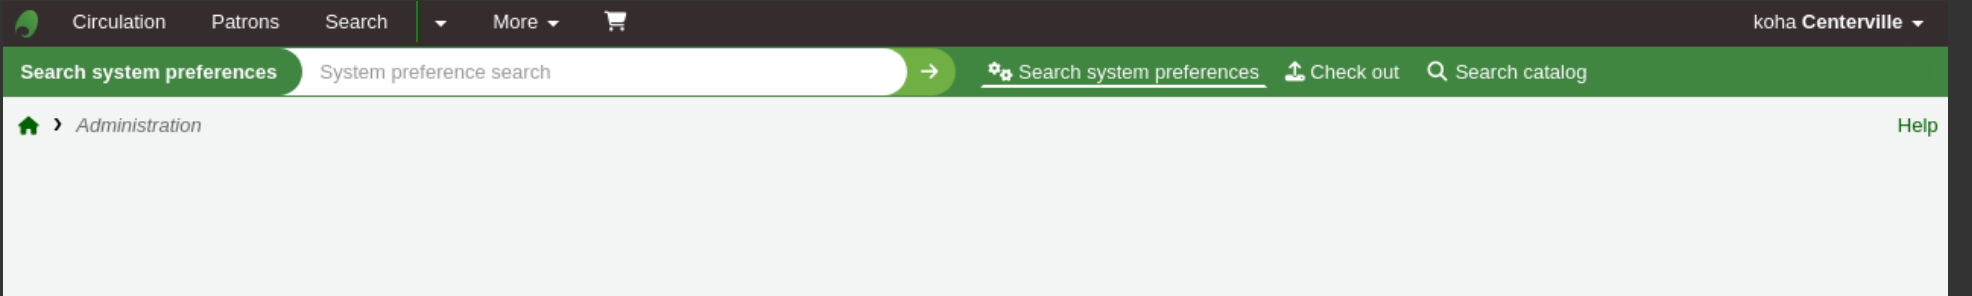 Circulation Patrons Search More koha Centerville
Search system preferences System preference search Search system preferences Check out Search catalog
Administration Help